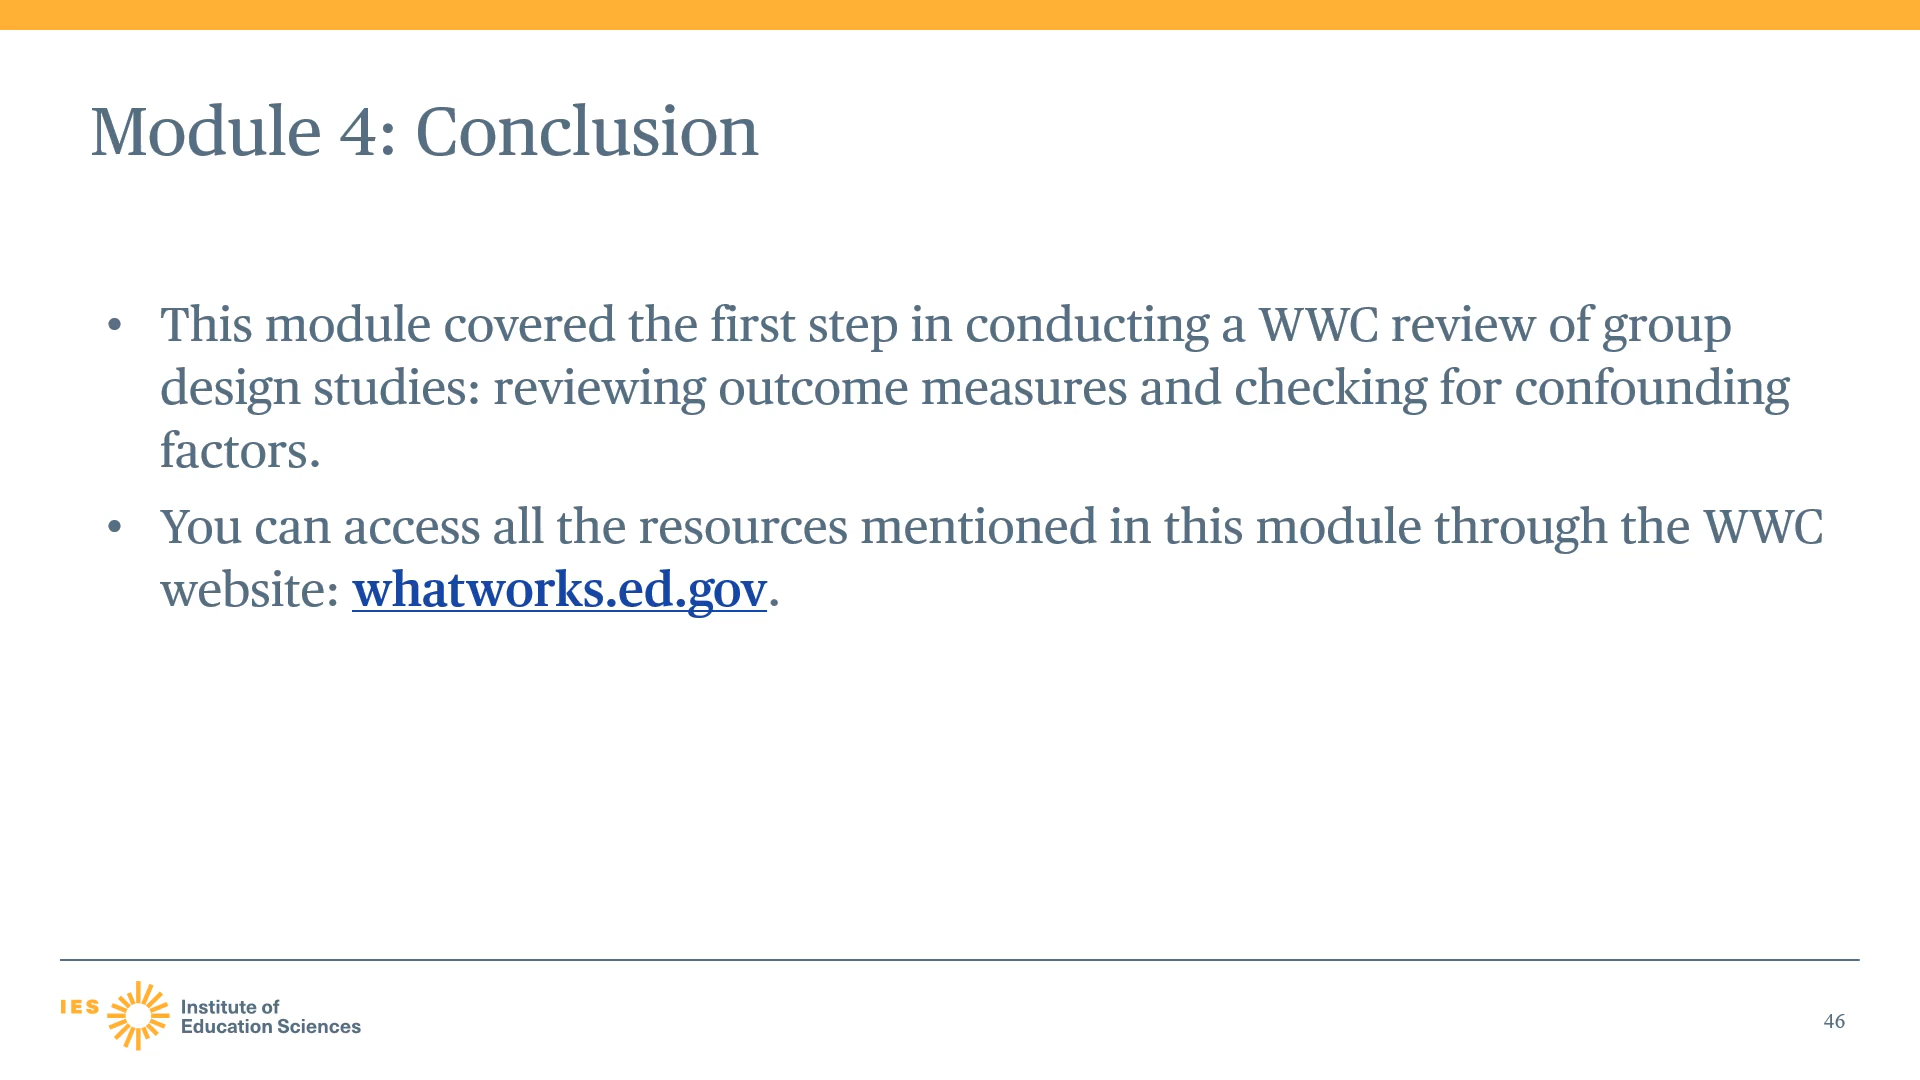 Module 4: Conclusion
• This module covered the first step in conducting a WWC review of group
design studies: reviewing outcome measures and checking for confounding
factors.
• You can access all the resources mentioned in this module through the WWC
website: whatworks.ed.gov.
IES
Institute of
Education Sciences
46